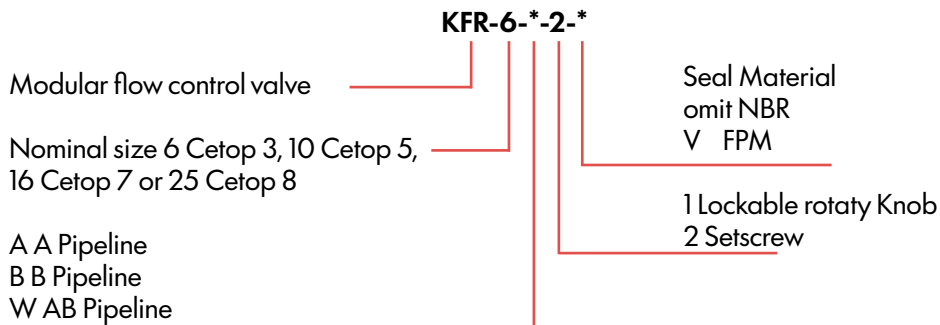 KFR-6-*-2-*
Modular flow control valve
Nominal size 6 Cetop 3, 10 Cetop 5,
16 Cetop 7 or 25 Cetop 8
A A Pipeline
B B Pipeline
W AB Pipeline
Seal Material
omit NBR
V FPM
1 Lockable rotaty Knob
2 Setscrew